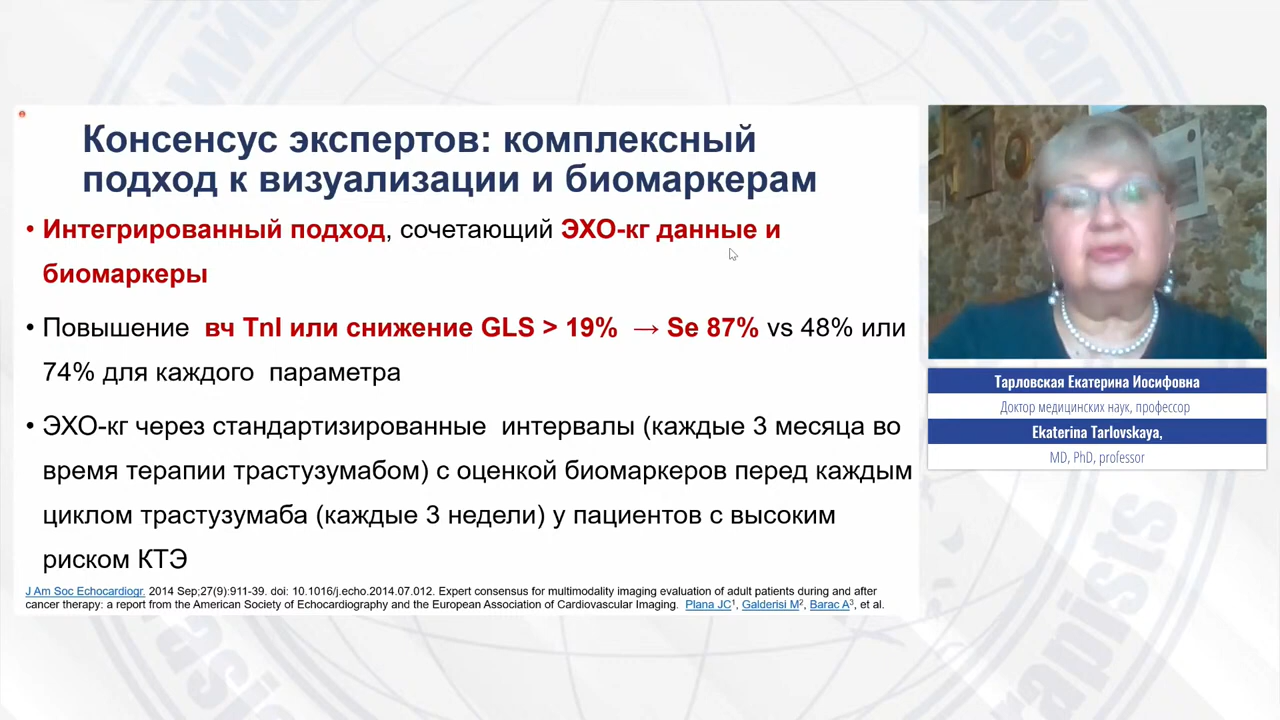 Консенсус экспертов: комплексный
подход к визуализации и биомаркерам
• Интегрированный подход, сочетающий ЭХО-кг данные и
биомаркеры
• Повышение вч TnI или снижение GLS > 19% → Se 87% vs 48% или
74% для каждого параметра
• ЭХО-кг через стандартизированные интервалы (каждые 3 месяца во
время терапии трастузумабом) с оценкой биомаркеров перед каждым
циклом трастузумаба (каждые 3 недели) у пациентов с высоким
риском КТЭ
J Am Soc Echocardiogr. 2014 Sep;27(9):911-39. doi: 10.1016/j.echo.2014.07.012. Expert consensus for multimodality imaging evaluation of adult patients during and after
cancer therapy: a report from the American Society of Echocardiography and the European Association of Cardiovascular Imaging. Plana JC1, Galderisi M2, Barac A3, et al.
Тарловская Екатерина Иосифовна
Доктор медицинских наук, профессор
Ekaterina Tarlovskaya,
MD, PhD, professor